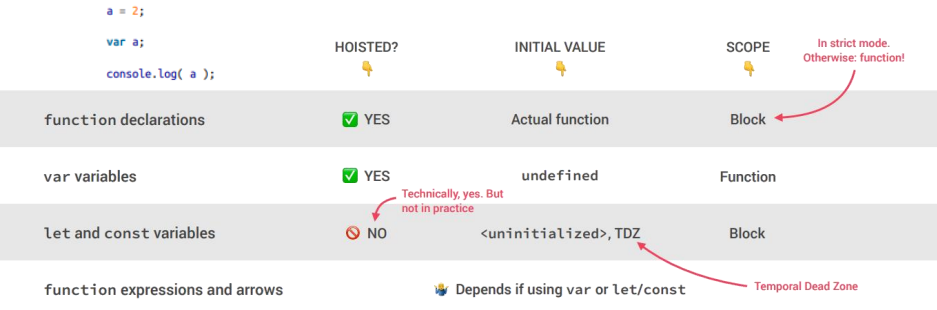 a = 2;
var a;
console.log( a );
HOISTED?
INITIAL VALUE
SCOPE
In strict mode.
Otherwise: function!
function declarations
YES
Actual function
Block
var variables
YES
undefined
Function
Technically, yes. But
not in practice
let and const variables
NO
<uninitialized>, TDZ
Block
function expressions and arrows
Depends if using var or let/const
Temporal Dead Zone